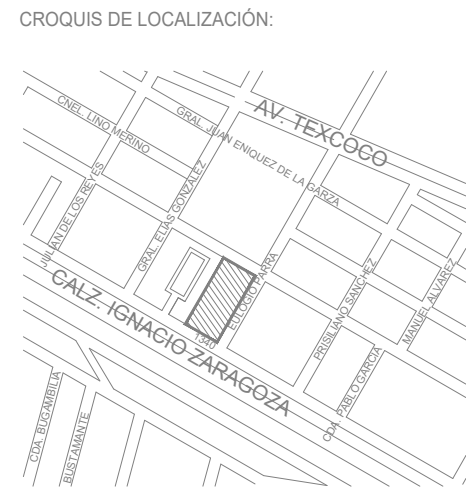 CROQUIS DE LOCALIZACIÓN:
AV. TEXCOCO
CNEL. LINO MERINO
GRAL. JUAN ENIQUEZ DE LA GARZA
JULIAN DE LOS REYES
GRAL. ELIAS GONZALEZ
EULOGIO PARRA
PRISILIANO SANCHEZ
MANUEL ALVAREZ
CALZ. IGNACIO ZARAGOZA
1340
CDA. PABLO GARCIA
CDA. BUGAMBILIA
BUSTAMANTE